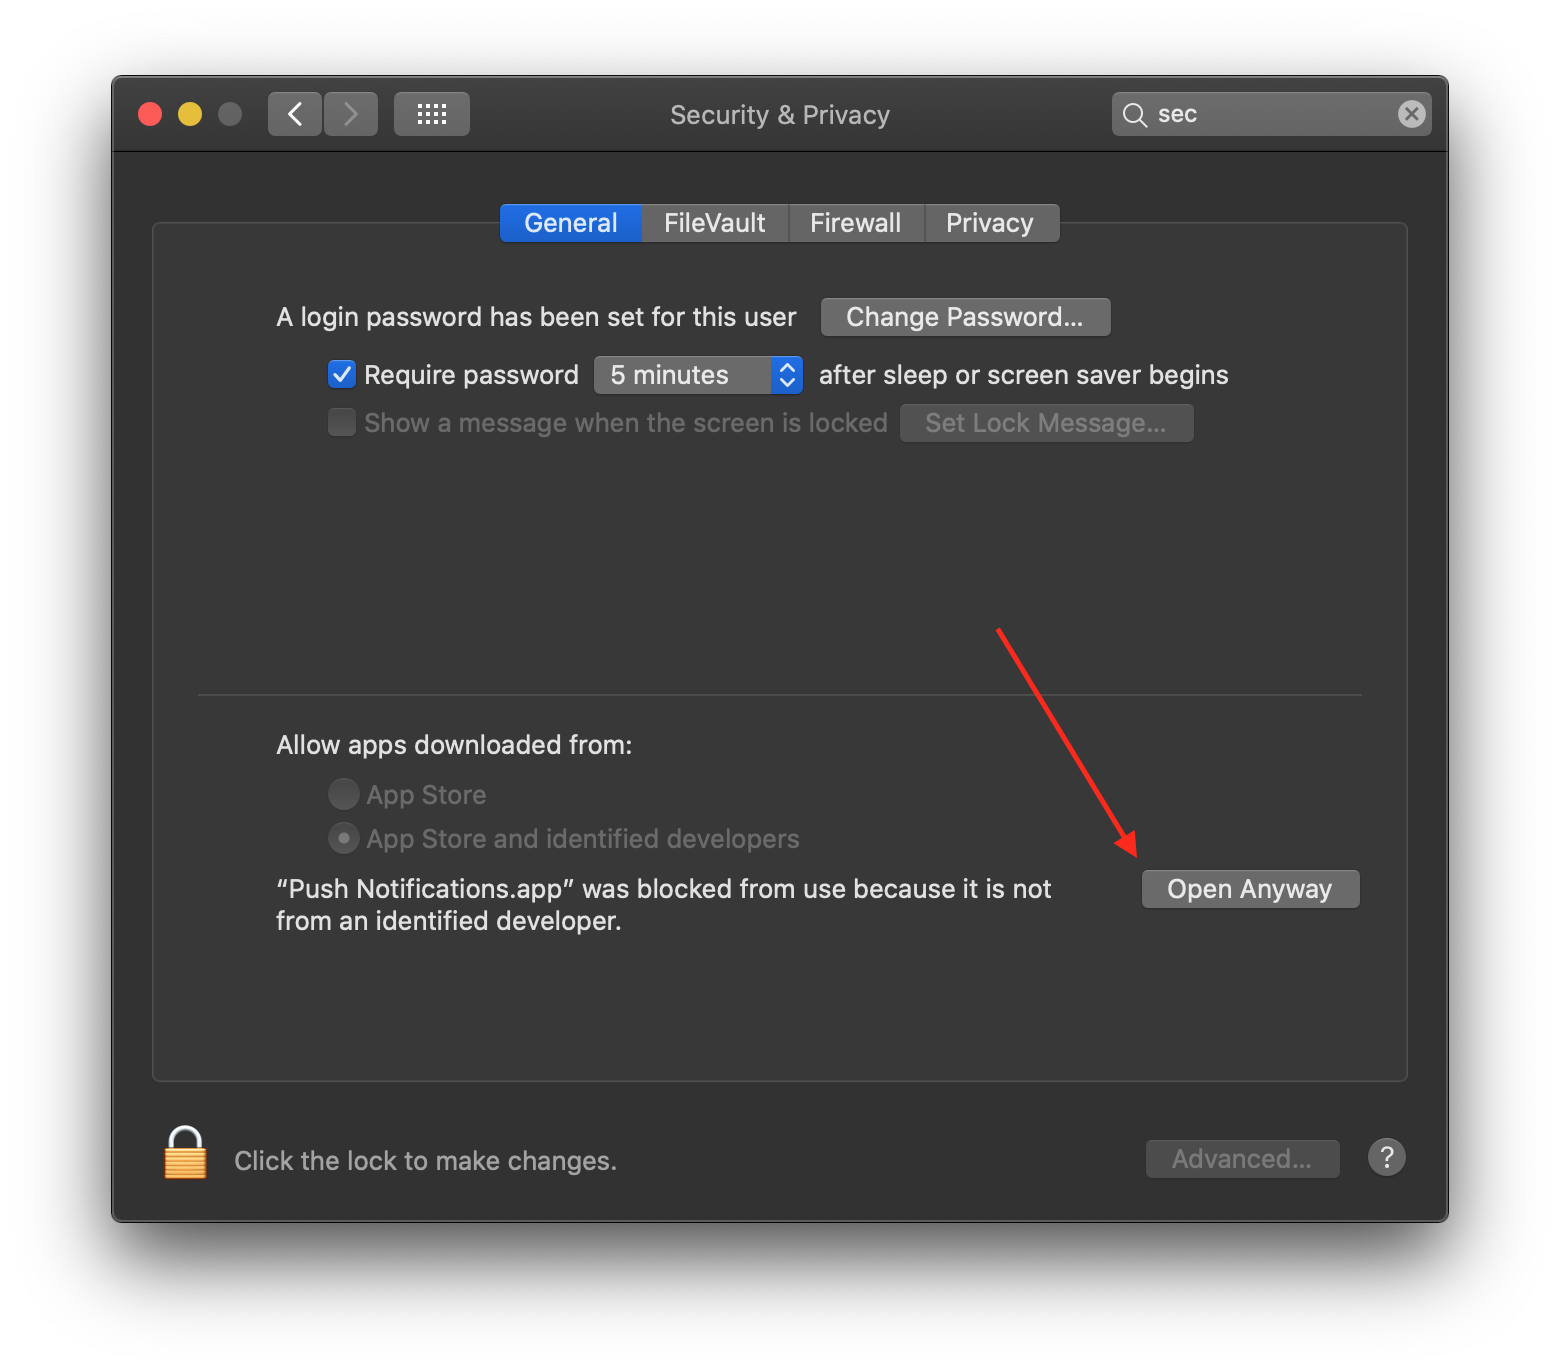 Security & Privacy
sec
General FileVault Firewall Privacy
A login password has been set for this user Change Password...
Require password 5 minutes after sleep or screen saver begins
Show a message when the screen is locked Set Lock Message...
Allow apps downloaded from:
App Store
App Store and identified developers
“Push Notifications.app” was blocked from use because it is not Open Anyway
from an identified developer.
Click the lock to make changes. Advanced... ?